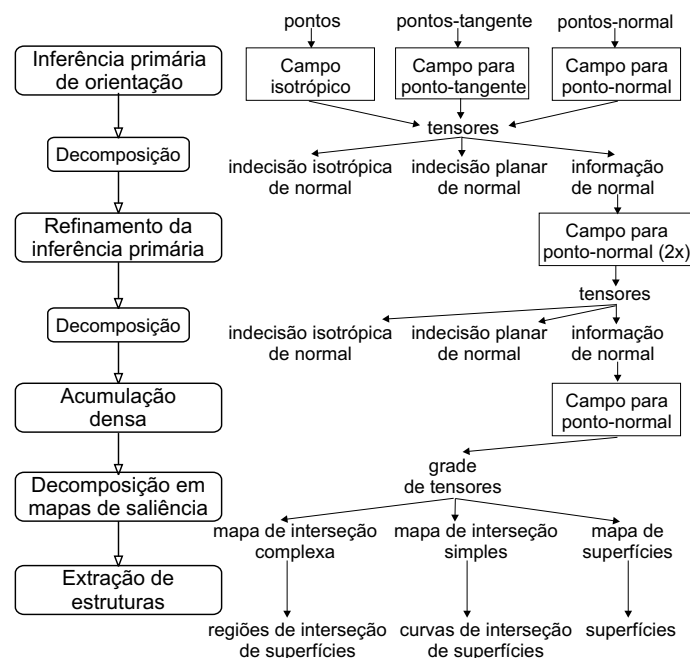 pontos
pontos-tangente
pontos-normal
Inferência primária
de orientação
Campo
isotrópico
Campo para
ponto-tangente
Campo para
ponto-normal
tensores
Decomposição
indecisão isotrópica
de normal
indecisão planar
de normal
informação
de normal
Refinamento da
inferência primária
Campo para
ponto-normal (2x)
tensores
Decomposição
indecisão isotrópica
de normal
indecisão planar
de normal
informação
de normal
Acumulação
densa
Campo para
ponto-normal
grade
de tensores
Decomposição em
mapas de saliência
mapa de interseção
complexa
mapa de interseção
simples
mapa de
superfícies
Extração de
estruturas
regiões de interseção
de superfícies
curvas de interseção
de superfícies
superfícies